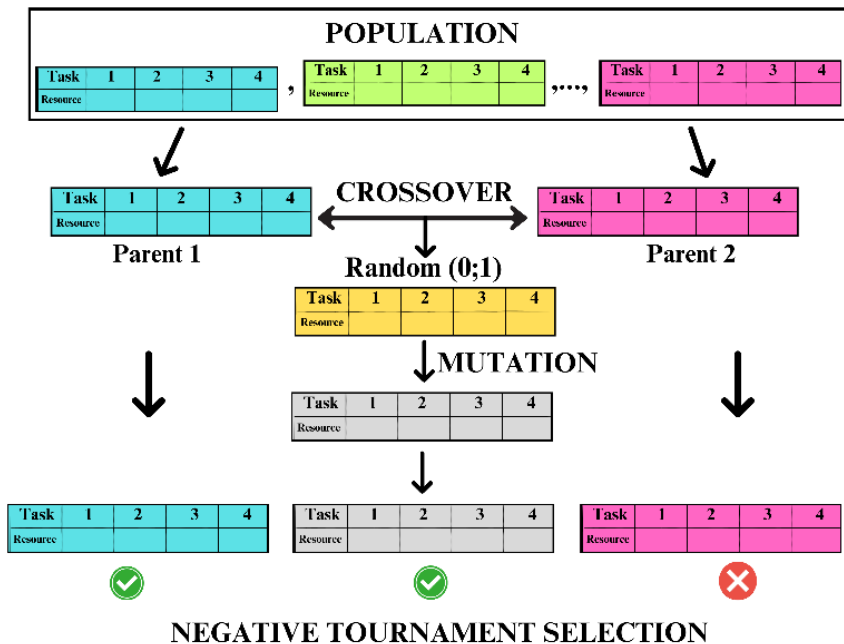 POPULATION
Task 1 2 3 4
Resource
,
Task 1 2 3 4
Resource
,...,
Task 1 2 3 4
Resource
Task 1 2 3 4
Resource
Parent 1
CROSSOVER
Task 1 2 3 4
Resource
Parent 2
Random (0;1)
Task 1 2 3 4
Resource
MUTATION
Task 1 2 3 4
Resource
Task 1 2 3 4
Resource
Task 1 2 3 4
Resource
Task 1 2 3 4
Resource
NEGATIVE TOURNAMENT SELECTION